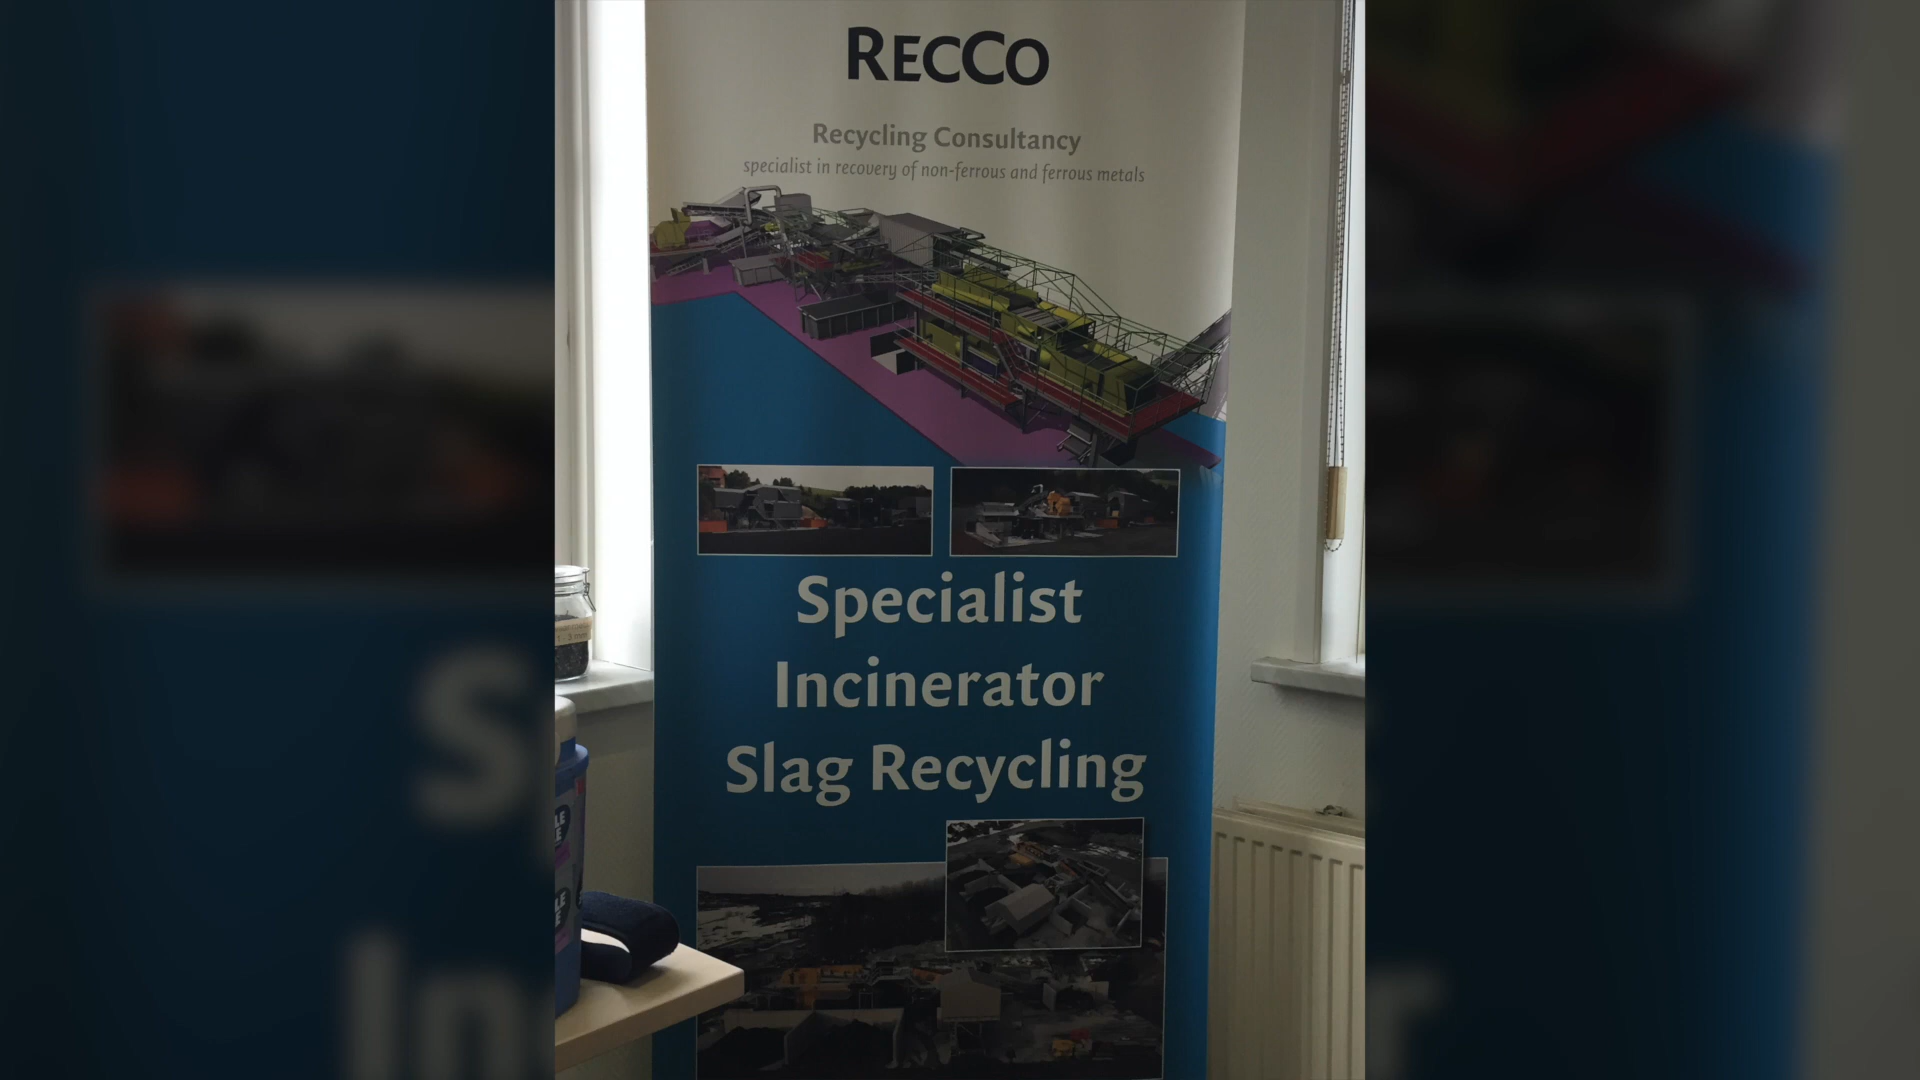 RECCO
Recycling Consultancy
specialist in recovery of non-ferrous and ferrous metals
Specialist
Incinerator
Slag Recycling